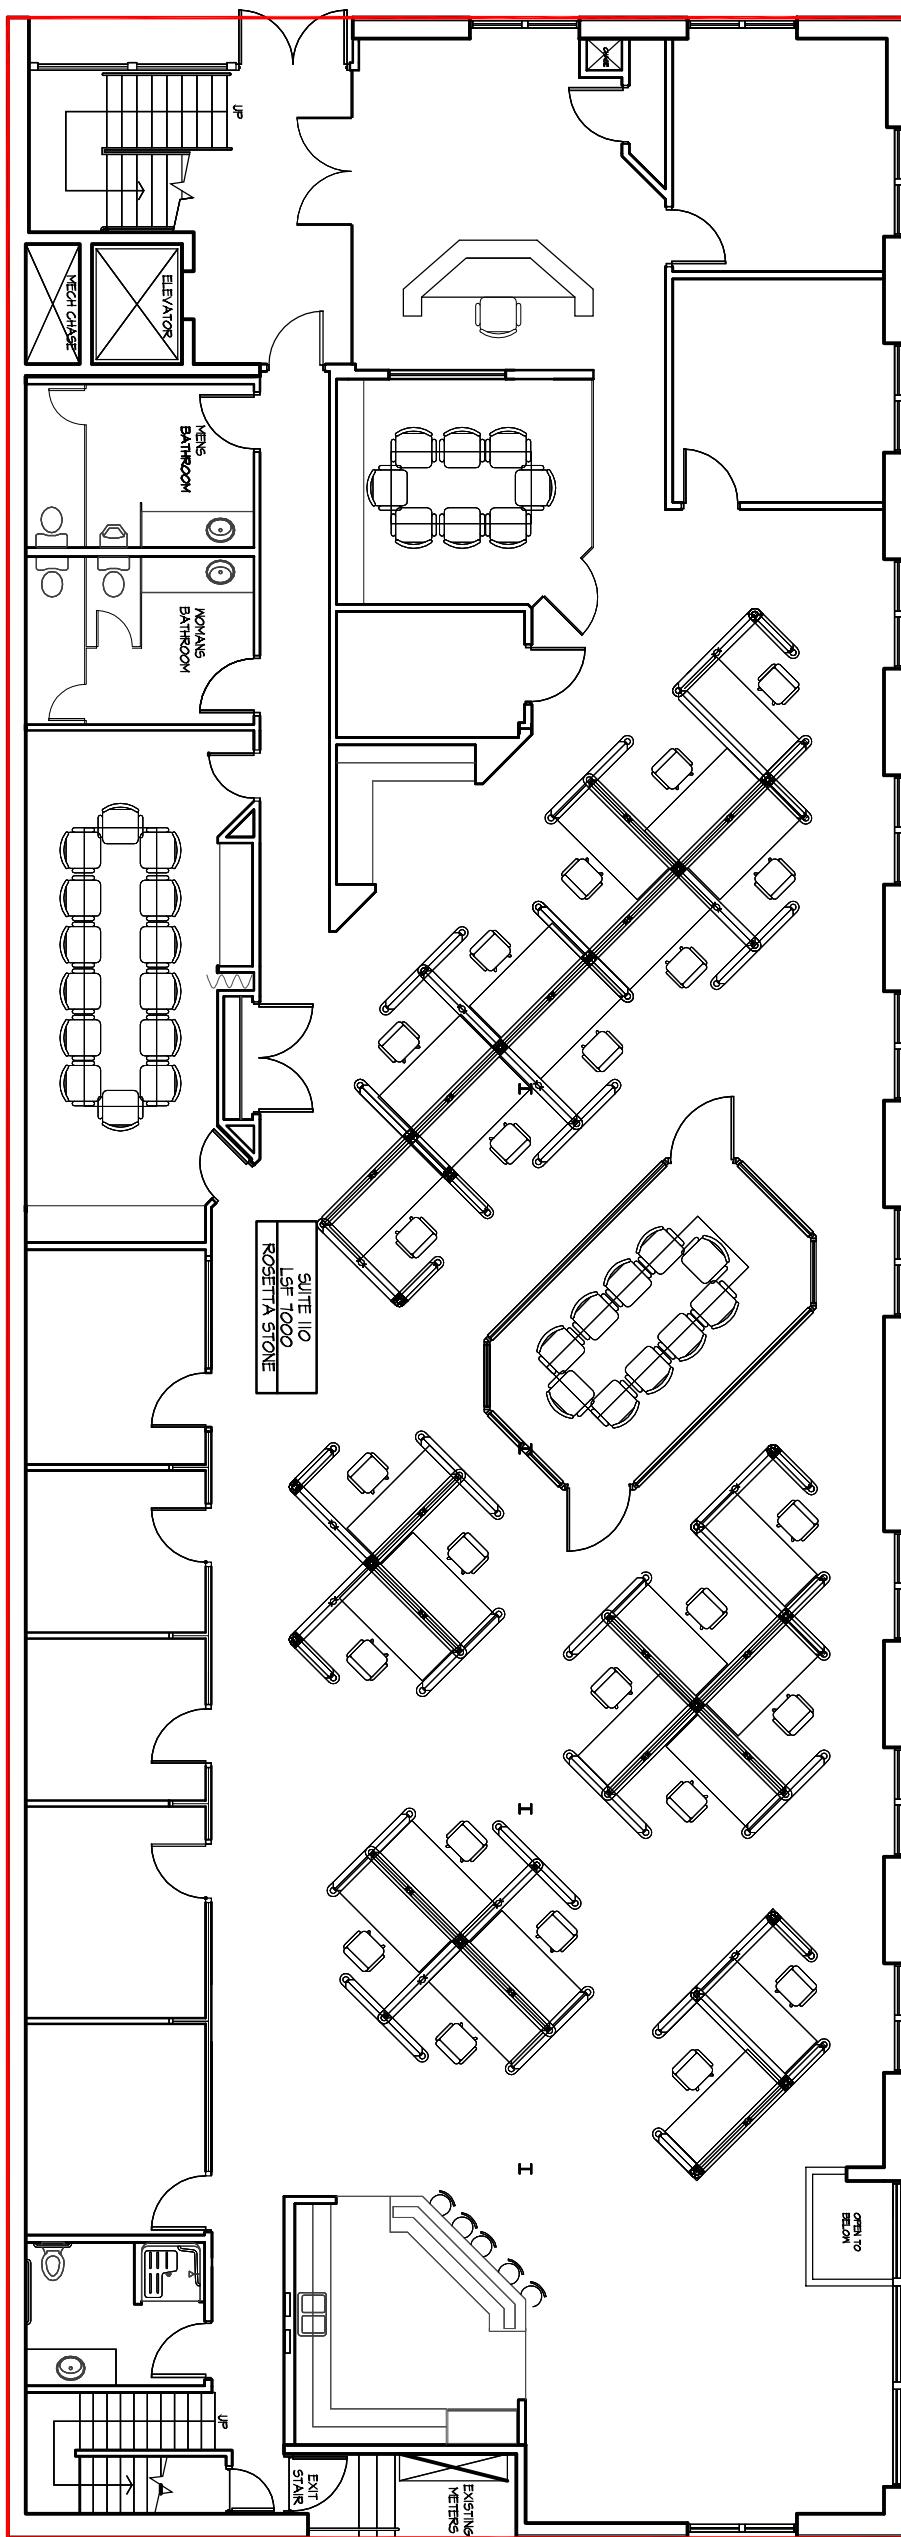 UP
ELEVATOR
MECH CHASE
MENS
BATHROOM
WOMANS
BATHROOM
SUITE 110
LSF 7000
ROSETTA STONE
OPEN TO
BELOW
UP
EXIT
STAIR
EXISTING
METERS